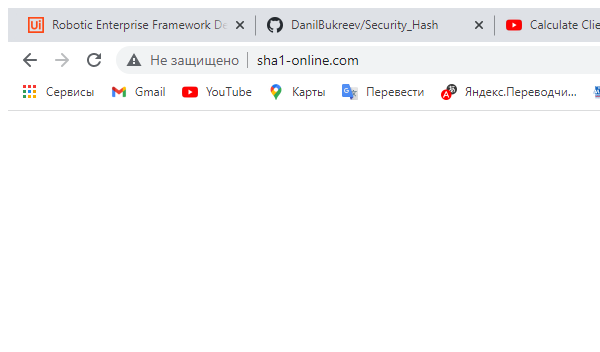 Ui Robotic Enterprise Framework De DanilBukreev/Security_Hash Calculate Clie
Не защищено sha1-online.com
Сервисы Gmail YouTube Карты Перевести Яндекс.Переводчи...